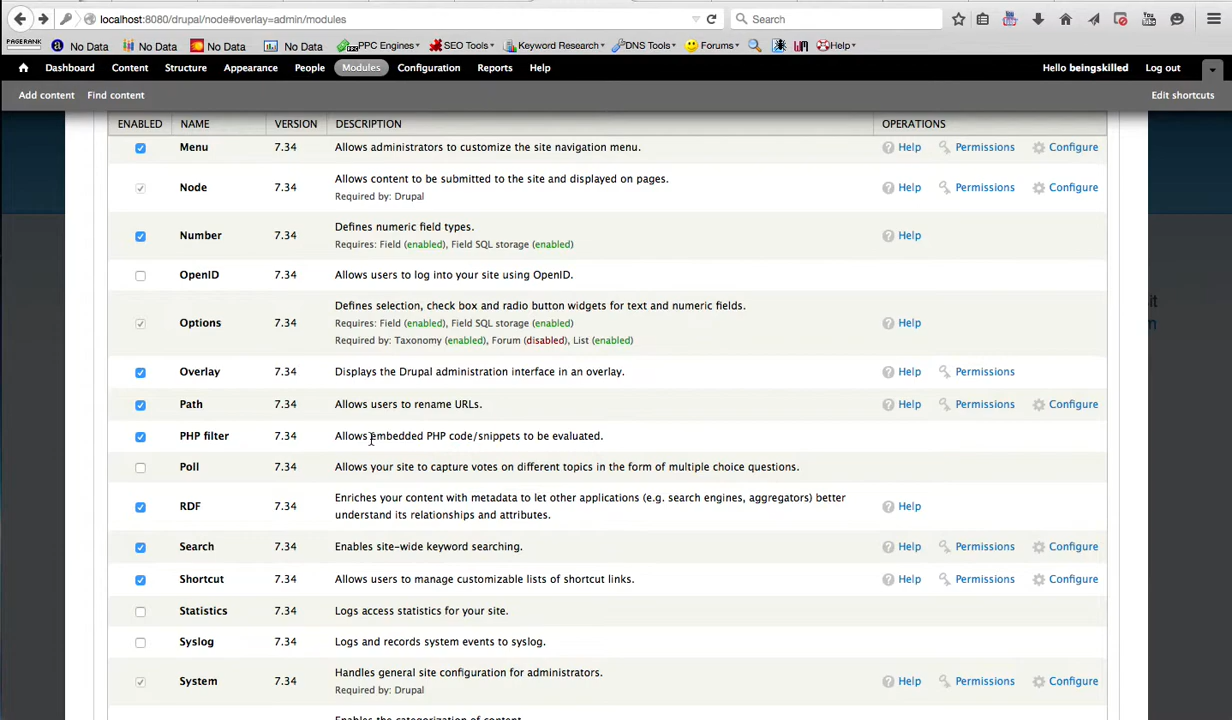 localhost:8080/drupal/node#overlay=admin/modules
Search
PAGERANK No Data No Data No Data No Data PPC Engines SEO Tools Keyword Research DNS Tools Forums Help
Dashboard Content Structure Appearance People Modules Configuration Reports Help Hello beingskilled Log out
Add content Find content Edit shortcuts
ENABLED NAME VERSION DESCRIPTION OPERATIONS
Menu 7.34 Allows administrators to customize the site navigation menu. Help Permissions Configure
Node 7.34 Allows content to be submitted to the site and displayed on pages. Help Permissions Configure
Required by: Drupal
Number 7.34 Defines numeric field types. Help
Requires: Field (enabled), Field SQL storage (enabled)
OpenID 7.34 Allows users to log into your site using OpenID.
it
Options 7.34 Defines selection, check box and radio button widgets for text and numeric fields. Help
Requires: Field (enabled), Field SQL storage (enabled)
Required by: Taxonomy (enabled), Forum (disabled), List (enabled)
Overlay 7.34 Displays the Drupal administration interface in an overlay. Help Permissions
Path 7.34 Allows users to rename URLs. Help Permissions Configure
PHP filter 7.34 Allows embedded PHP code/snippets to be evaluated.
Poll 7.34 Allows your site to capture votes on different topics in the form of multiple choice questions.
RDF 7.34 Enriches your content with metadata to let other applications (e.g. search engines, aggregators) better Help
understand its relationships and attributes.
Search 7.34 Enables site-wide keyword searching. Help Permissions Configure
Shortcut 7.34 Allows users to manage customizable lists of shortcut links. Help Permissions Configure
Statistics 7.34 Logs access statistics for your site.
Syslog 7.34 Logs and records system events to syslog.
System 7.34 Handles general site configuration for administrators. Help Permissions Configure
Required by: Drupal
Enables the categorization of content.